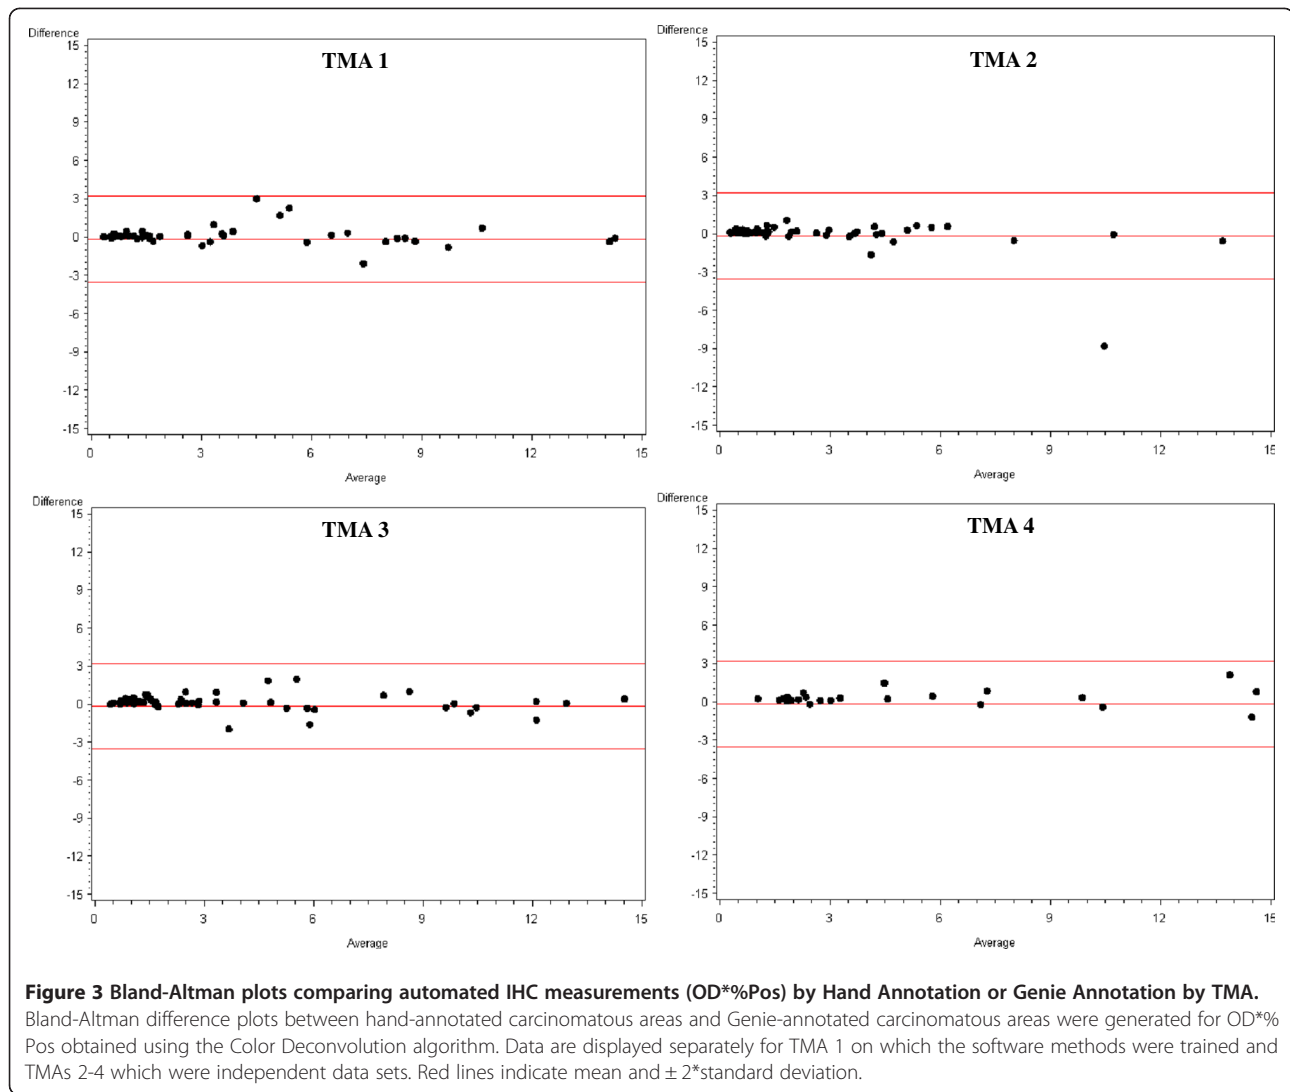 Difference
TMA 1
15
12
9
6
3
0
-3
-6
-9
-12
-15
0 3 6 9 12 15
Average
Difference
TMA 2
15
12
9
6
3
0
-3
-6
-9
-12
-15
0 3 6 9 12 15
Average
Difference
TMA 3
15
12
9
6
3
0
-3
-6
-9
-12
-15
0 3 6 9 12 15
Average
Difference
TMA 4
15
12
9
6
3
0
-3
-6
-9
-12
-15
0 3 6 9 12 15
Average
Figure 3 Bland-Altman plots comparing automated IHC measurements (OD*%Pos) by Hand Annotation or Genie Annotation by TMA.
Bland-Altman difference plots between hand-annotated carcinomatous areas and Genie-annotated carcinomatous areas were generated for OD*%
Pos obtained using the Color Deconvolution algorithm. Data are displayed separately for TMA 1 on which the software methods were trained and
TMAs 2-4 which were independent data sets. Red lines indicate mean and ± 2*standard deviation.